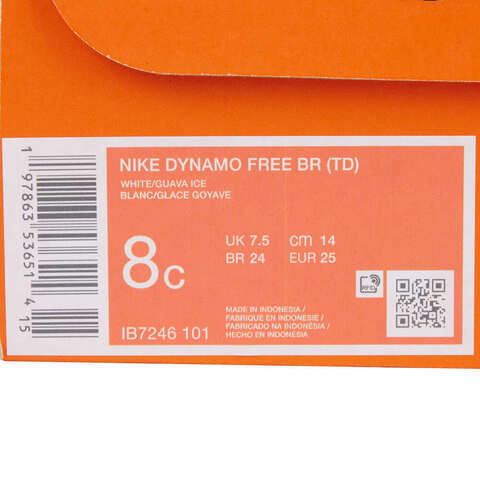 NIKE DYNAMO FREE BR (TD)
WHITE/GUAVA ICE
BLANC/GLACE GOYAVE
8C
UK 7.5 cm 14
BR 24 EUR 25
IB7246 101
MADE IN INDONESIA /
FABRIQUE EN INDONESIE /
FABRICADO NA INDONÉSIA /
HECHO EN INDONESIA
RFID
1 97863 53651 4 15